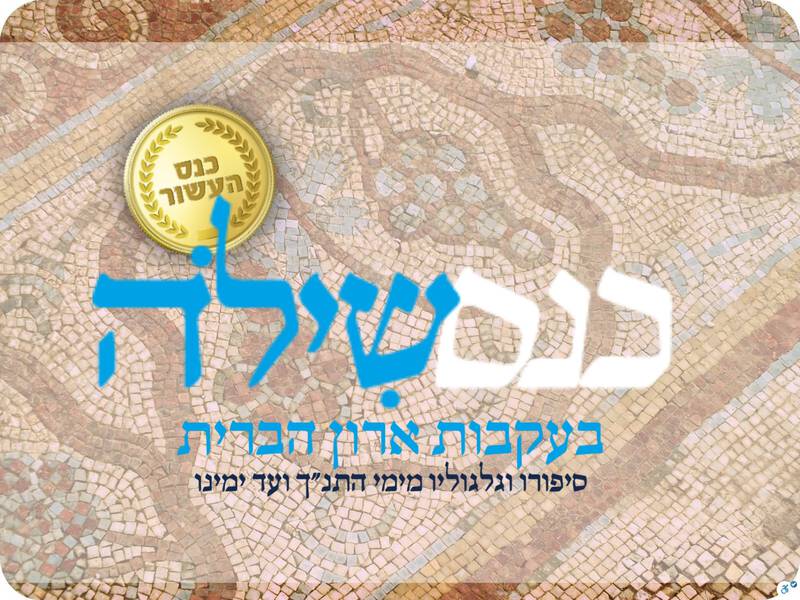 כנס
העשור
כנס שילה
בעקבות ארון הברית
סיפורו וגלגוליו מימי התנ״ך ועד ימינו